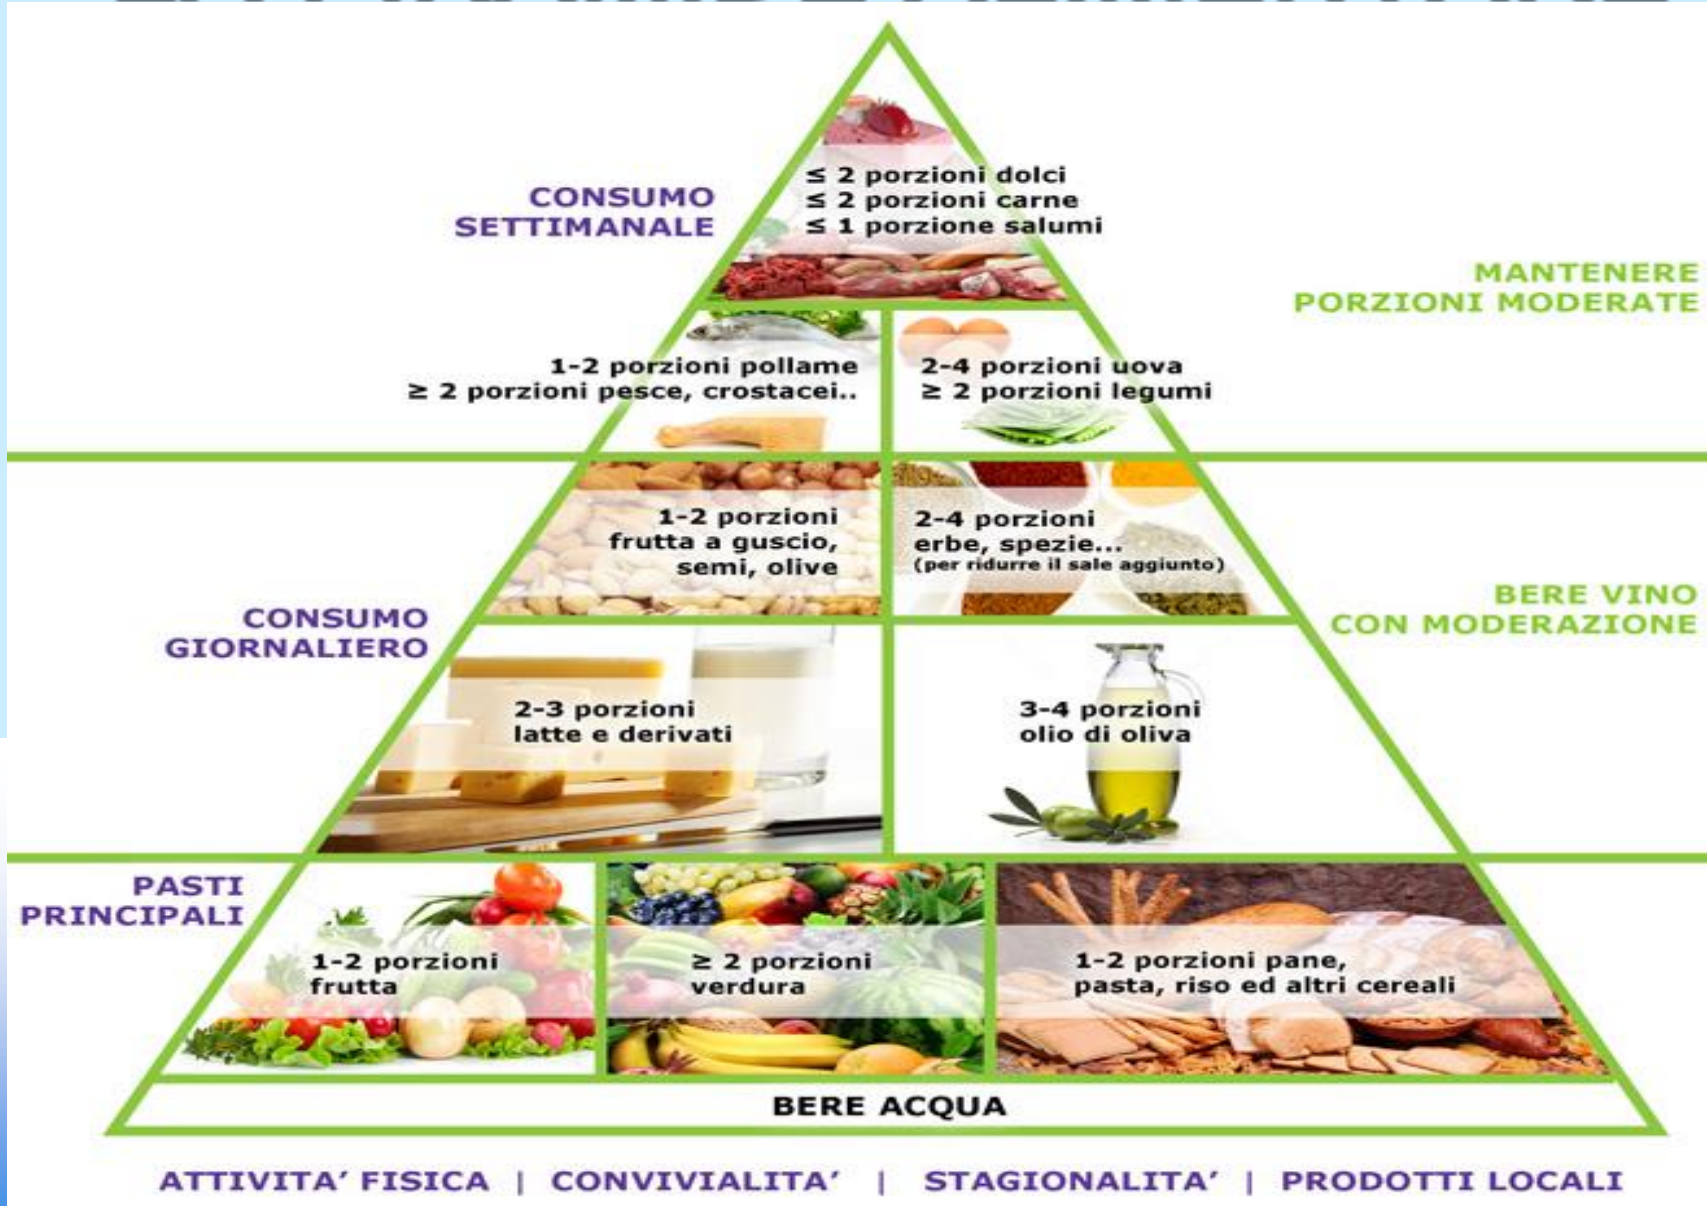 CONSUMO
SETTIMANALE
≤ 2 porzioni dolci
≤ 2 porzioni carne
≤ 1 porzione salumi
MANTENERE
PORZIONI MODERATE
1-2 porzioni pollame
≥ 2 porzioni pesce, crostacei..
2-4 porzioni uova
≥ 2 porzioni legumi
CONSUMO
GIORNALIERO
1-2 porzioni
frutta a guscio,
semi, olive
2-4 porzioni
erbe, spezie...
(per ridurre il sale aggiunto)
BERE VINO
CON MODERAZIONE
2-3 porzioni
latte e derivati
3-4 porzioni
olio di oliva
PASTI
PRINCIPALI
1-2 porzioni
frutta
≥ 2 porzioni
verdura
1-2 porzioni pane,
pasta, riso ed altri cereali
BERE ACQUA
ATTIVITA’ FISICA | CONVIVIALITA’ | STAGIONALITA’ | PRODOTTI LOCALI